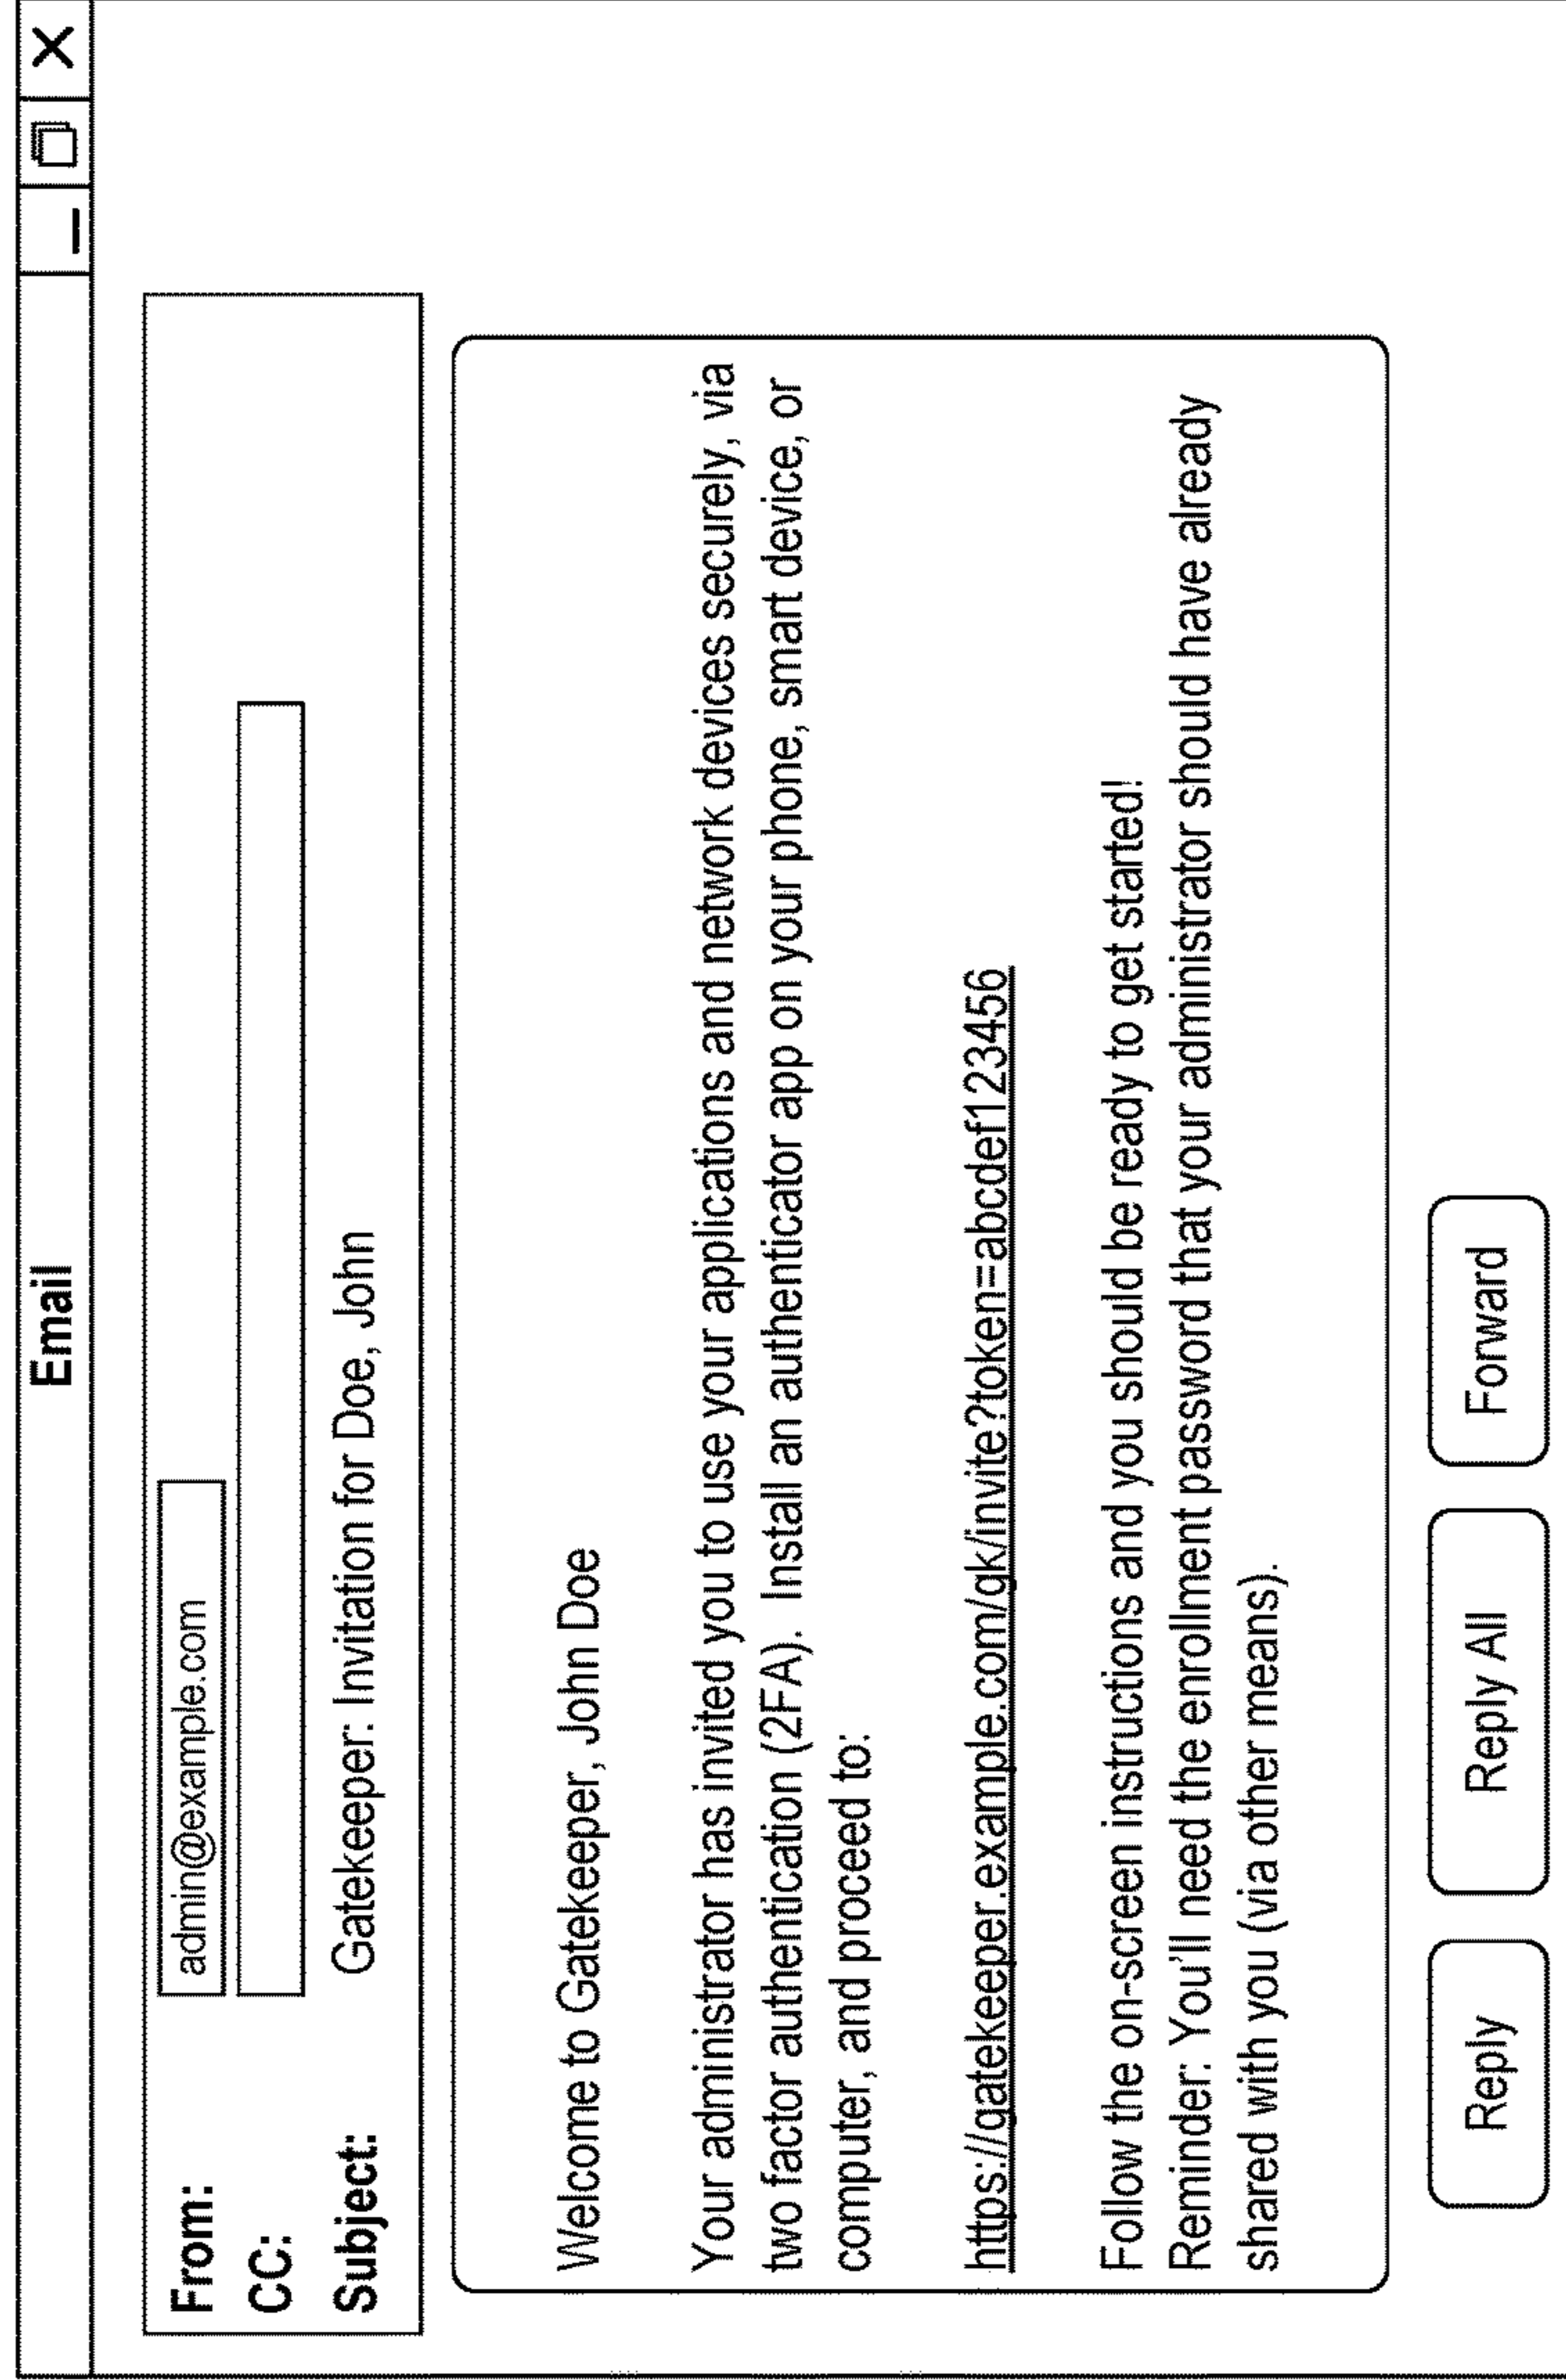 Email
From: admin@example.com
CC:
Subject: Gatekeeper: Invitation for Doe, John
Welcome to Gatekeeper, John Doe
Your administrator has invited you to use your applications and network devices securely, via
two factor authentication (2FA). Install an authenticator app on your phone, smart device, or
computer, and proceed to:
https://gatekeeper.example.com/gk/invite?token=abcdef123456
Follow the on-screen instructions and you should be ready to get started!
Reminder: You'll need the enrollment password that your administrator should have already
shared with you (via other means).
Reply Reply All Forward